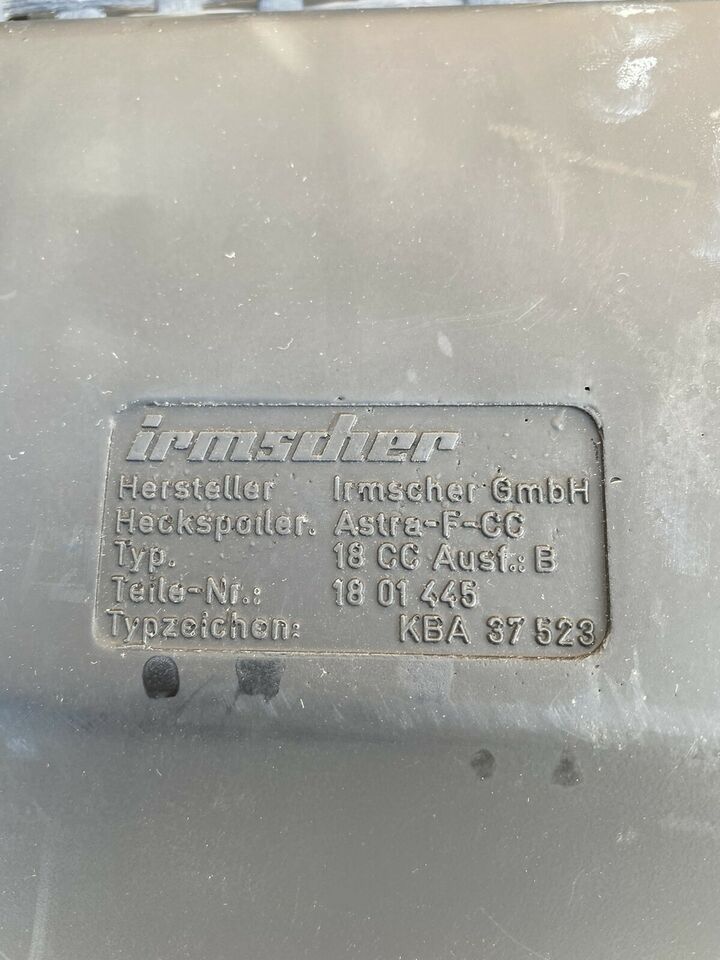 irmscher
Hersteller Irmscher GmbH
Heckspoiler. Astra-F-CC
Typ. 18 CC Ausf.: B
Teile-Nr.: 18 01 445
Typzeichen: KBA 37 523